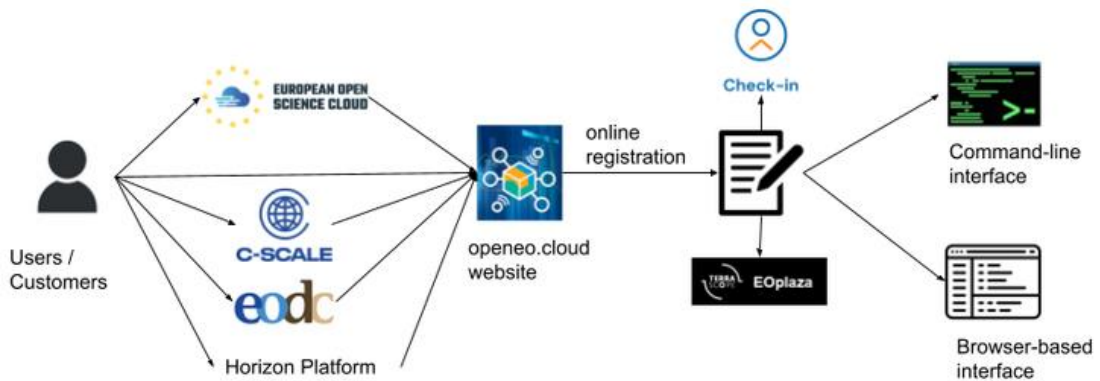 Users /
Customers
EUROPEAN OPEN
SCIENCE CLOUD
C-SCALE
eodc
Horizon Platform
openeo.cloud
website
online
registration
Check-in
TERRA
SCOPE
EOplaza
Command-line
interface
Browser-based
interface